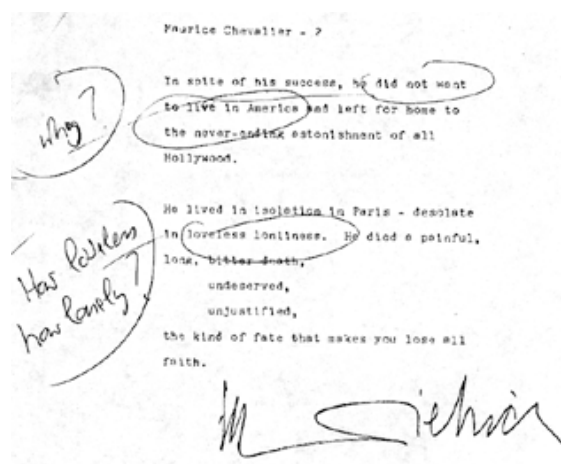 Maurice Chevalier - 2
In spite of his success, he did not want
to live in America and left for home to
why?
the never-ending astonishment of all
Hollywood.
He lived in isolation in Paris - desolate
in loveless lonliness. He died a painful,
How loveless
how lonely?
long, bitter death,
undeserved,
unjustified,
the kind of fate that makes you lose all
faith.